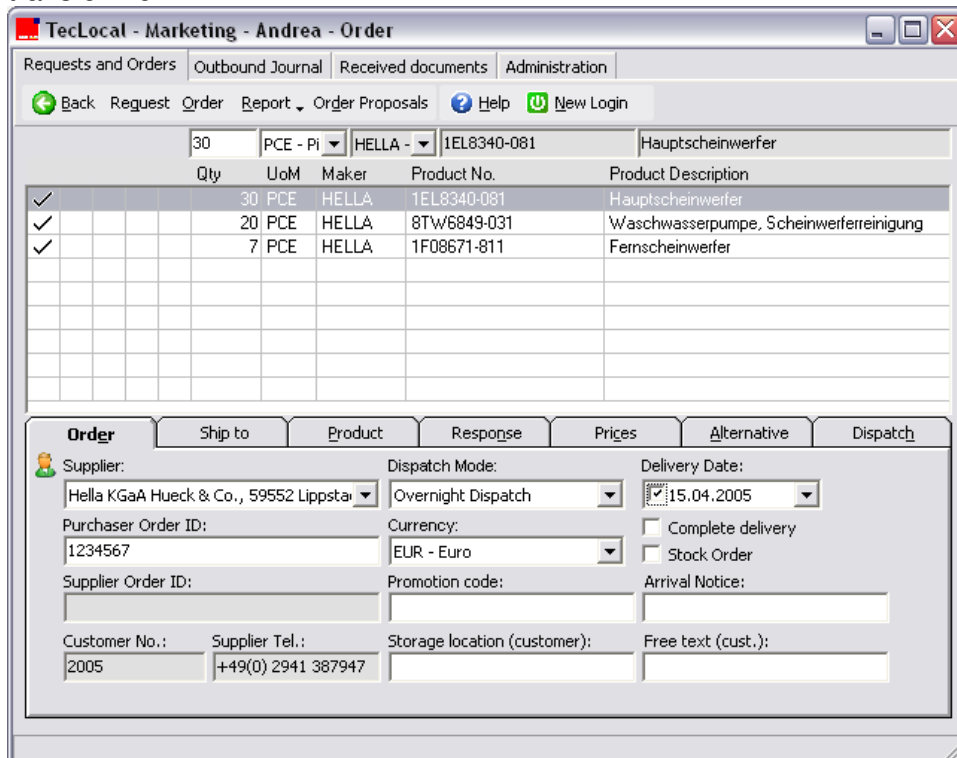 TecLocal - Marketing - Andrea - Order
Requests and Orders Outbound Journal Received documents Administration
Back Request Order Report Order Proposals Help New Login
30 PCE - Pi HELLA - 1EL8340-081 Hauptscheinwerfer
Qty UoM Maker Product No. Product Description
30 PCE HELLA 1EL8340-081 Hauptscheinwerfer
20 PCE HELLA 8TW6849-031 Waschwasserpumpe, Scheinwerferreinigung
7 PCE HELLA 1F08671-811 Fernscheinwerfer
Order Ship to Product Response Prices Alternative Dispatch
Supplier: Dispatch Mode: Delivery Date:
Hella KGaA Hueck & Co., 59552 Lippsta Overnight Dispatch 15.04.2005
Purchaser Order ID: Currency: Complete delivery
1234567 EUR - Euro Stock Order
Supplier Order ID: Promotion code: Arrival Notice:
Customer No.: Supplier Tel.: Storage location (customer): Free text (cust.):
2005 +49(0) 2941 387947